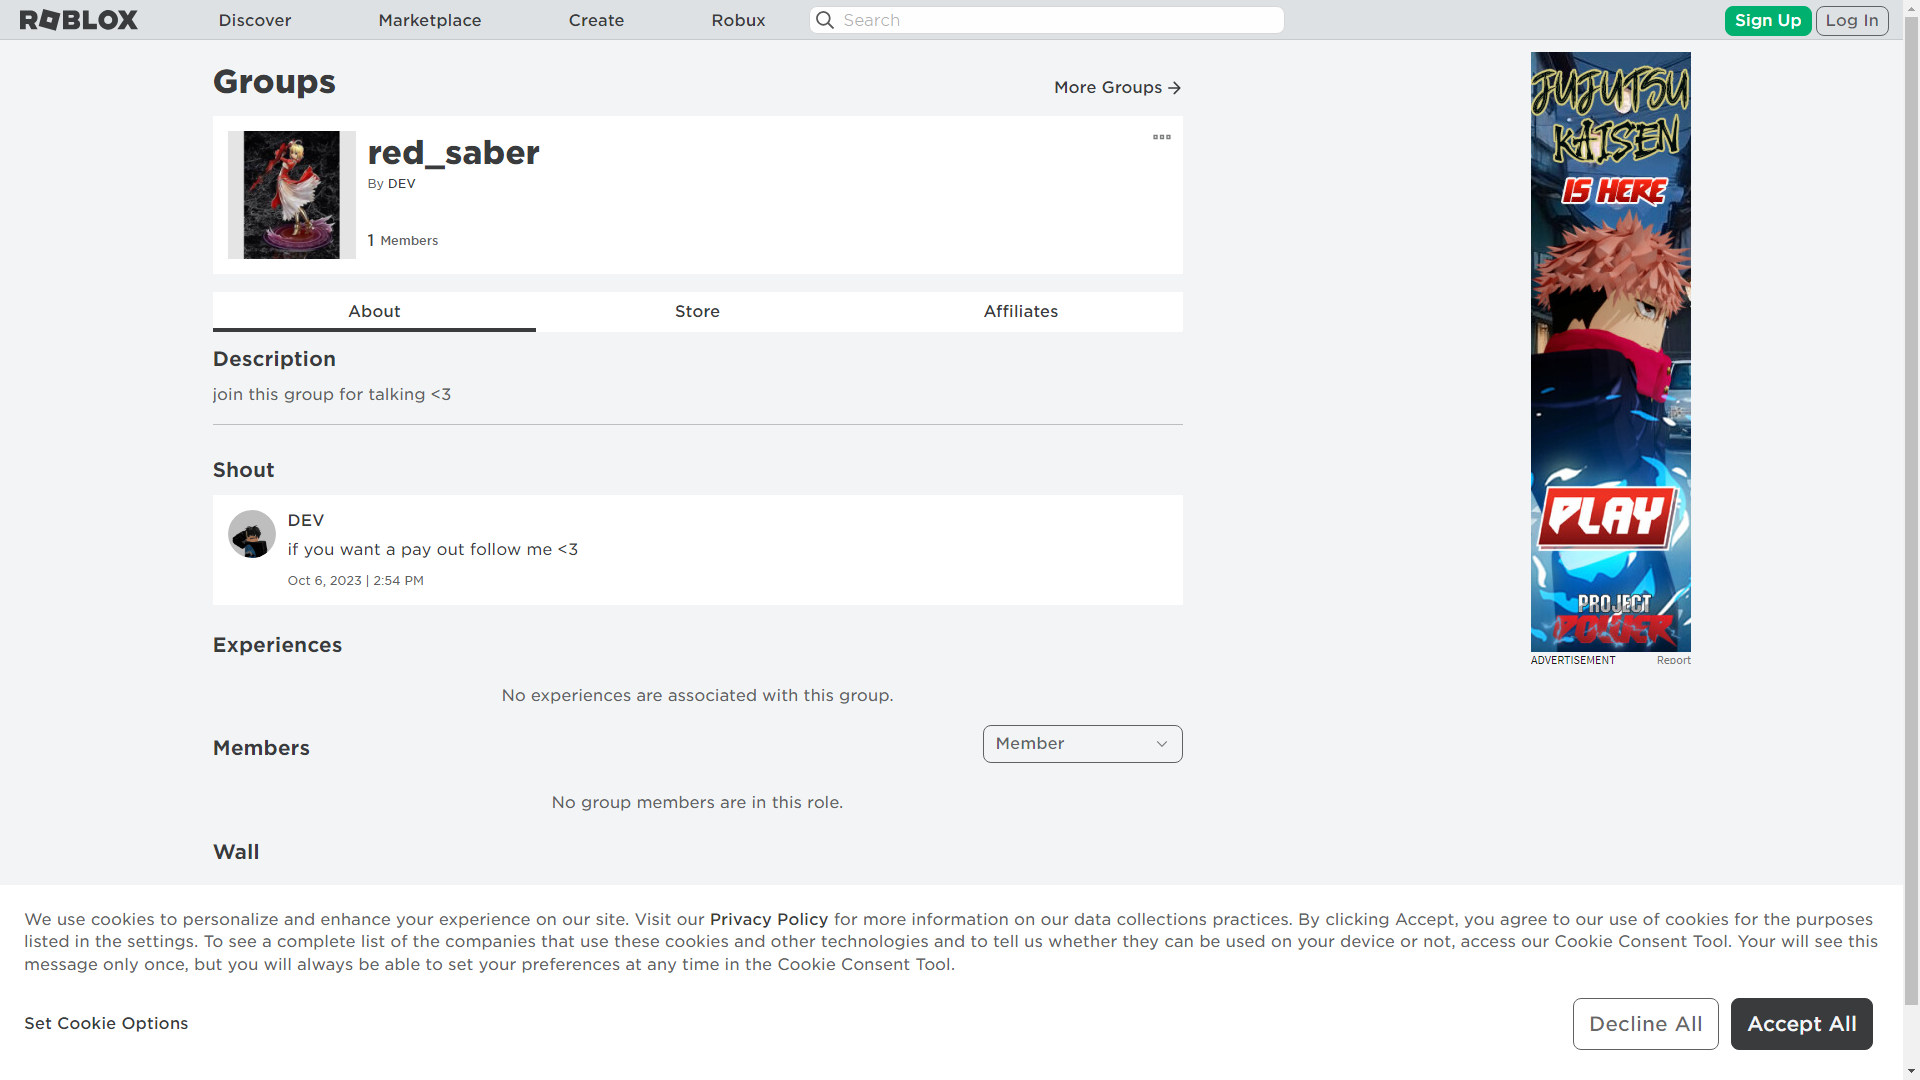 ROBLOX
Discover
Marketplace
Create
Robux
Search
Sign Up
Log In
Groups
More Groups
red_saber
By DEV
1 Members
About
Store
Affiliates
Description
join this group for talking <3
Shout
DEV
if you want a pay out follow me <3
Oct 6, 2023 | 2:54 PM
Experiences
No experiences are associated with this group.
Members
Member
No group members are in this role.
Wall
JUJUTSU
KAISEN
IS HERE
PLAY
PROJECT
POWER
ADVERTISEMENT
Report
We use cookies to personalize and enhance your experience on our site. Visit our Privacy Policy for more information on our data collections practices. By clicking Accept, you agree to our use of cookies for the purposes
listed in the settings. To see a complete list of the companies that use these cookies and other technologies and to tell us whether they can be used on your device or not, access our Cookie Consent Tool. Your will see this
message only once, but you will always be able to set your preferences at any time in the Cookie Consent Tool.
Set Cookie Options
Decline All
Accept All